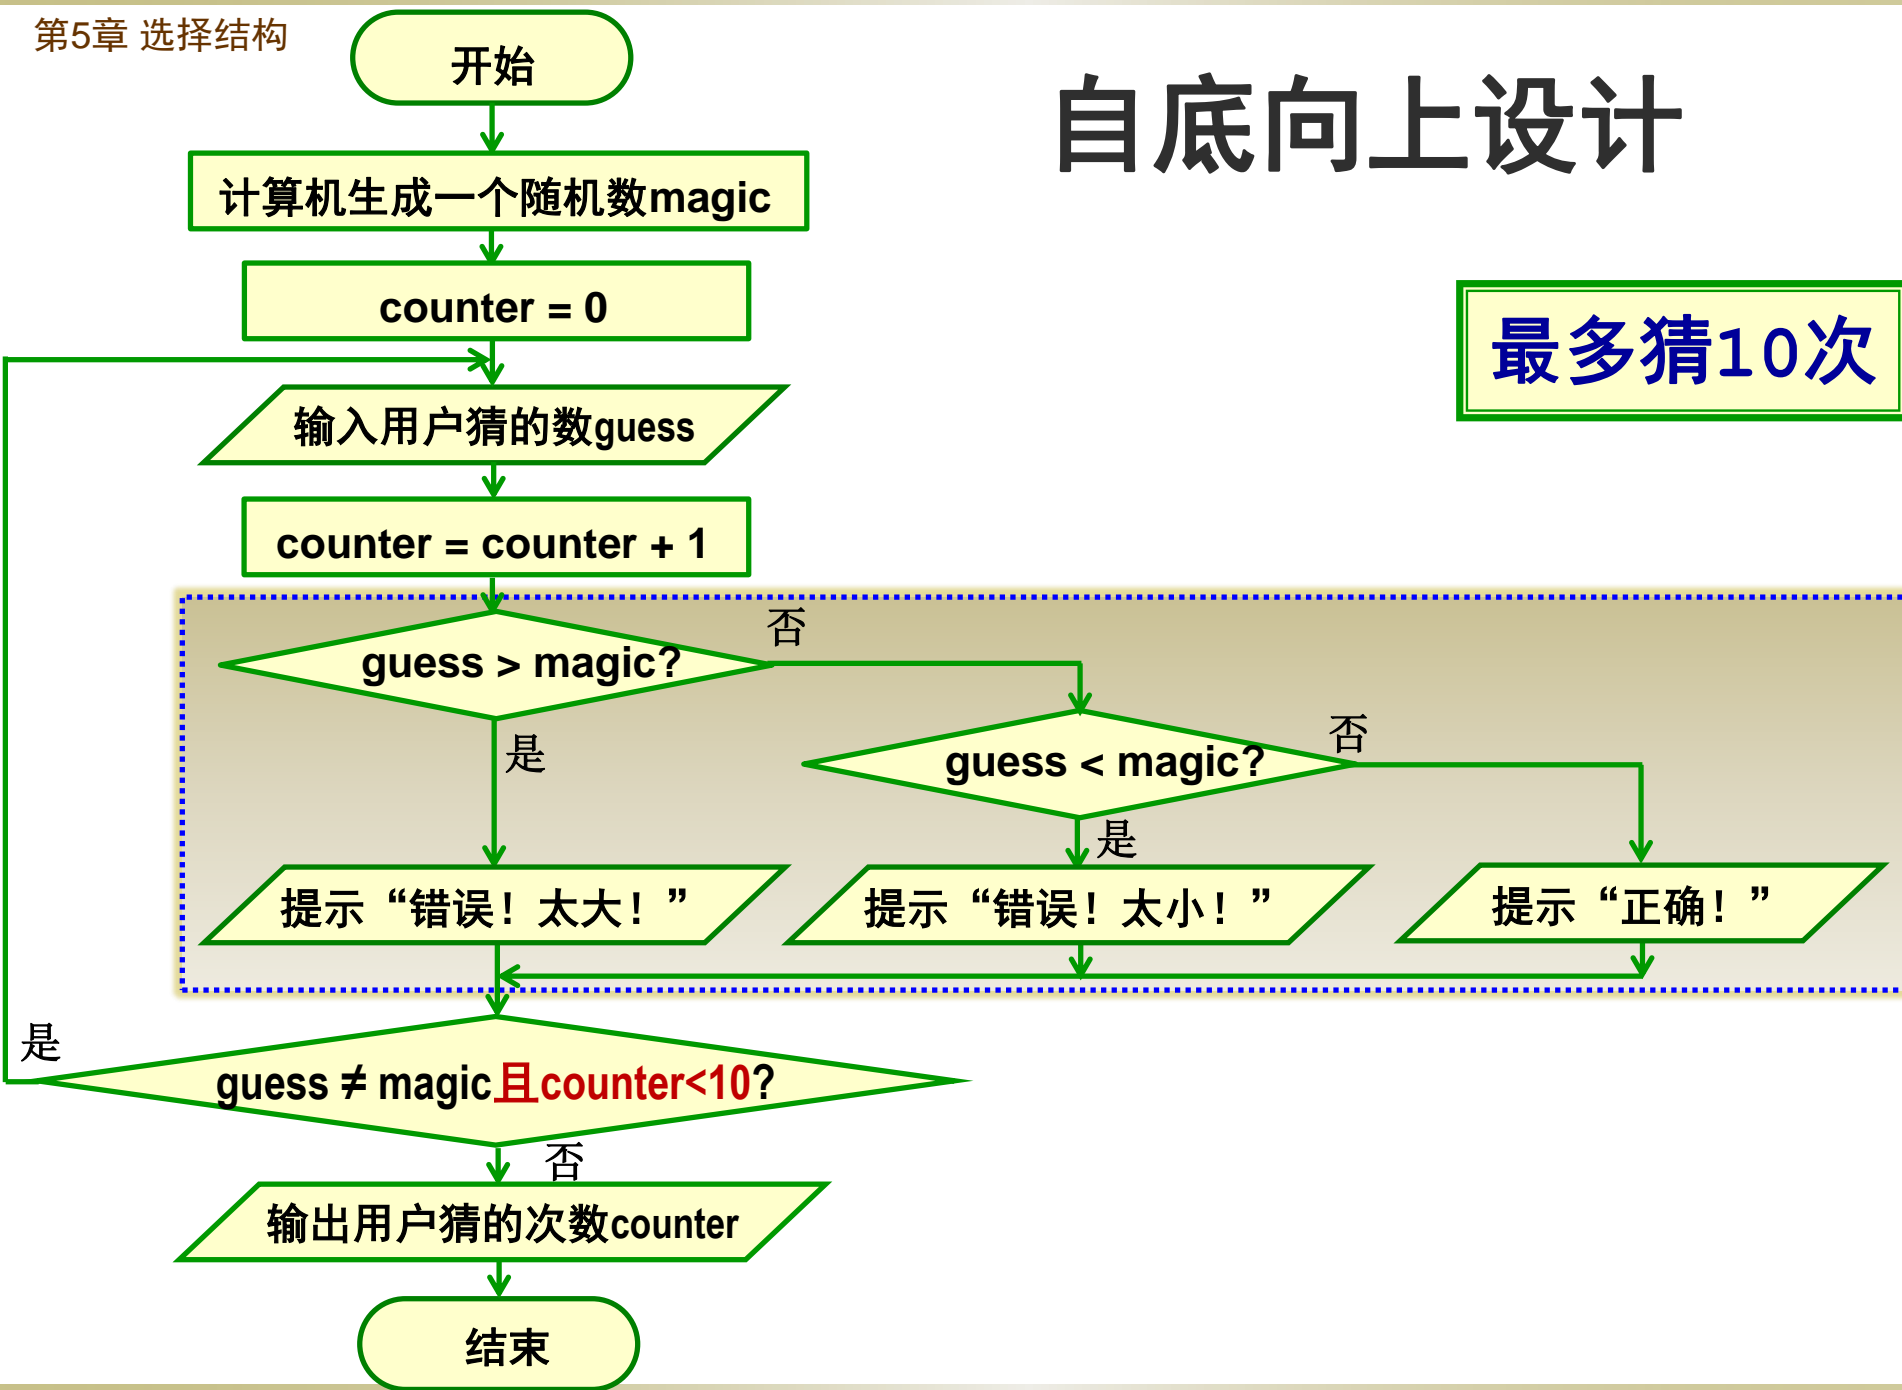 第5章 选择结构
开始
自底向上设计
计算机生成一个随机数magic
counter = 0
最多猜10次
输入用户猜的数guess
counter = counter + 1
否
guess > magic?
是
否
guess < magic?
是
提示“错误！太大！”
提示“错误！太小！”
提示“正确！”
是
guess ≠ magic且counter<10?
否
输出用户猜的次数counter
结束